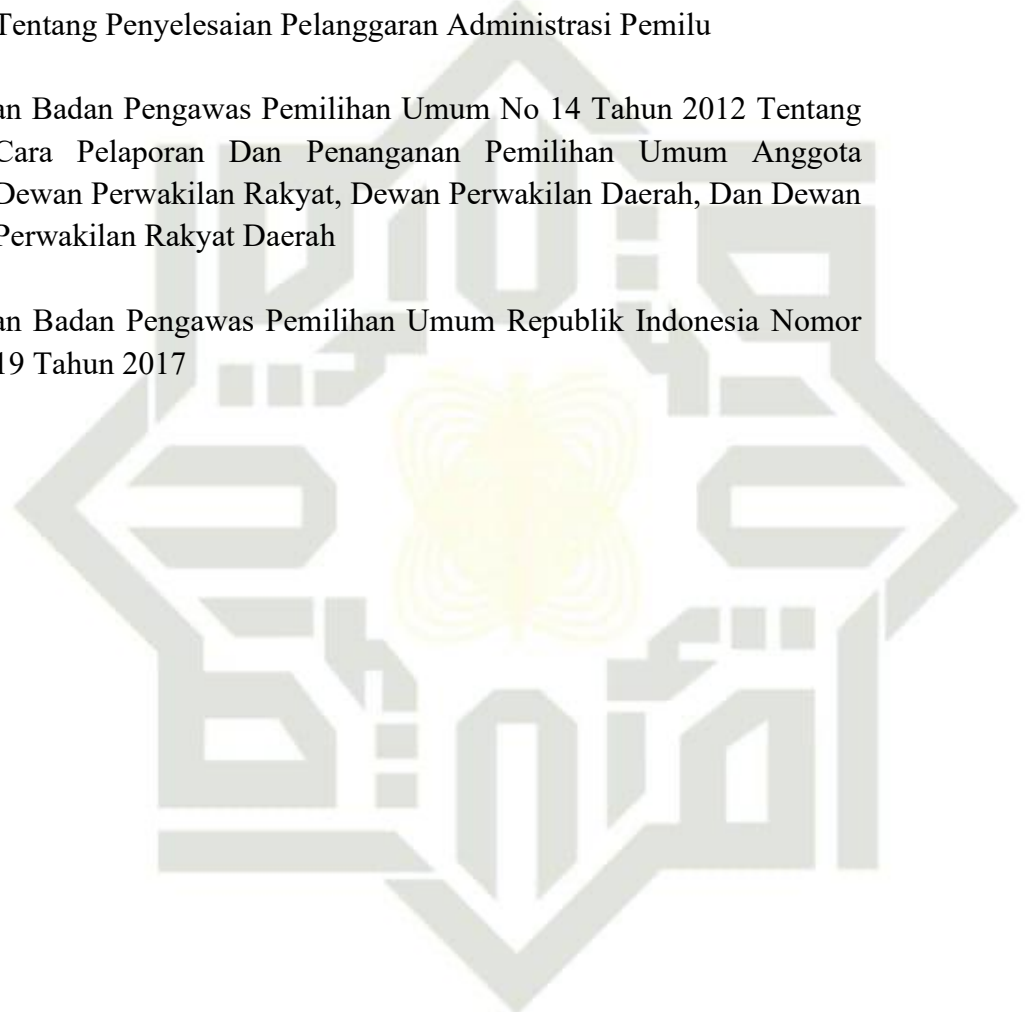 Tentang Penyelesaian Pelanggaran Administrasi Pemilu
an Badan Pengawas Pemilihan Umum No 14 Tahun 2012 Tentang
Cara Pelaporan Dan Penanganan Pemilihan Umum Anggota
Dewan Perwakilan Rakyat, Dewan Perwakilan Daerah, Dan Dewan
Perwakilan Rakyat Daerah
an Badan Pengawas Pemilihan Umum Republik Indonesia Nomor
19 Tahun 2017